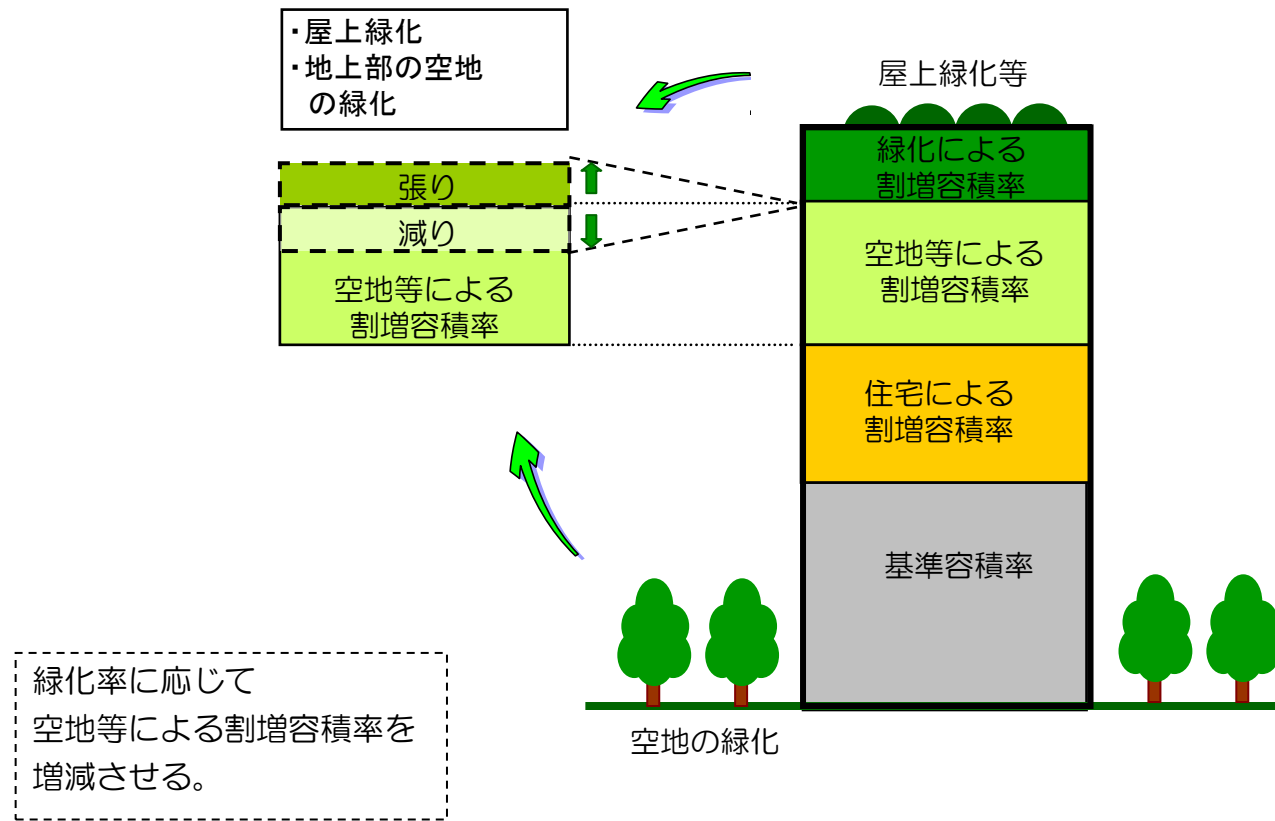 ・屋上緑化
・地上部の空地
の緑化
屋上緑化等
緑化による
割増容積率
張り
減り
空地等による
割増容積率
空地等による
割増容積率
住宅による
割増容積率
基準容積率
緑化率に応じて
空地等による割増容積率を
増減させる。
空地の緑化